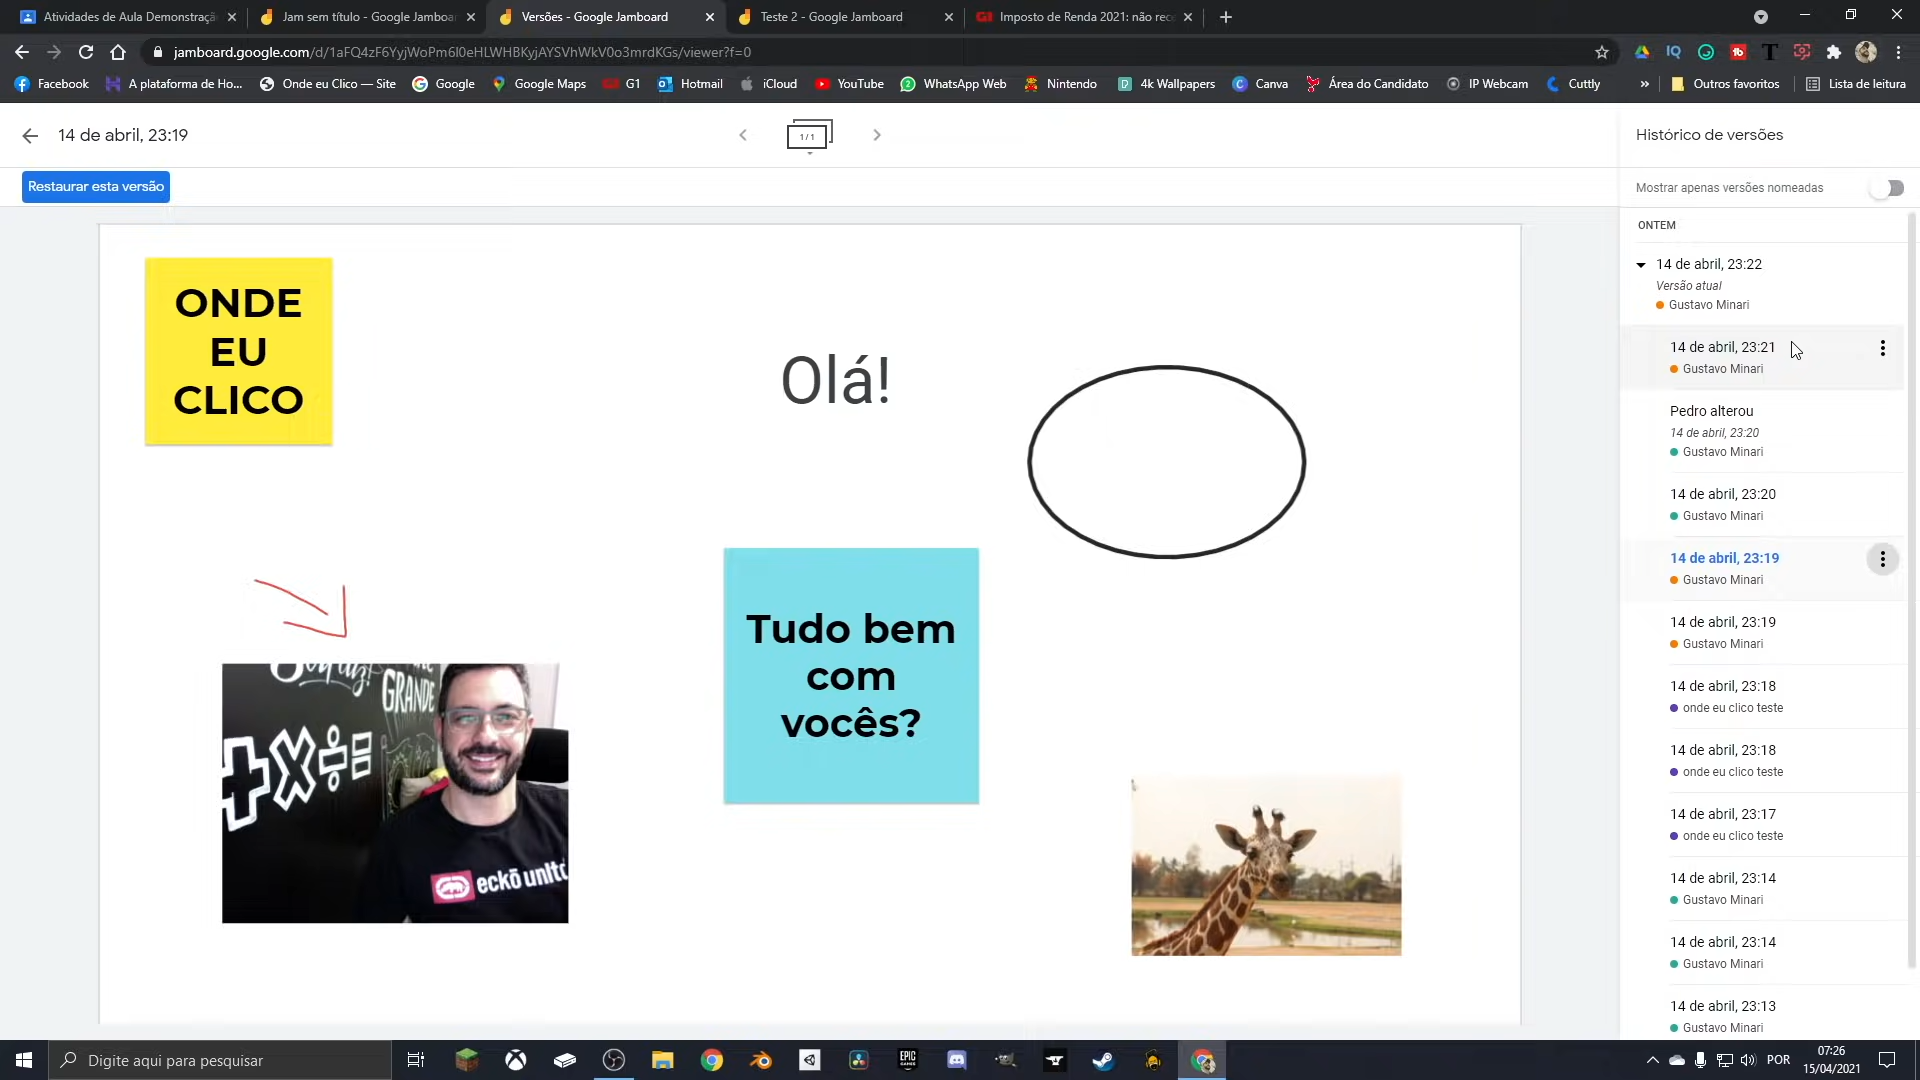 Atividades de Aula Demonstraçã
Jam sem título - Google Jamboar
Versões - Google Jamboard
Teste 2 - Google Jamboard
G1 Imposto de Renda 2021: não rec
jamboard.google.com/d/1aFQ4zF6YyjWoPm6I0eHLWHBKyjAYSVhWkV0o3mrdKGs/viewer?f=0
Facebook
A plataforma de Ho...
Onde eu Clico — Site
Google
Google Maps
G1
Hotmail
iCloud
YouTube
WhatsApp Web
Nintendo
4k Wallpapers
Canva
Área do Candidato
IP Webcam
Cuttly
»
Outros favoritos
Lista de leitura
14 de abril, 23:19
1/1
Histórico de versões
Restaurar esta versão
Mostrar apenas versões nomeadas
ONDE
EU
CLICO
Olá!
Tudo bem
com
vocês?
GRANDE
eckō unltd
ONTEM
14 de abril, 23:22
Versão atual
Gustavo Minari
14 de abril, 23:21
Gustavo Minari
Pedro alterou
14 de abril, 23:20
Gustavo Minari
14 de abril, 23:20
Gustavo Minari
14 de abril, 23:19
Gustavo Minari
14 de abril, 23:19
Gustavo Minari
14 de abril, 23:18
onde eu clico teste
14 de abril, 23:18
onde eu clico teste
14 de abril, 23:17
onde eu clico teste
14 de abril, 23:14
Gustavo Minari
14 de abril, 23:14
Gustavo Minari
14 de abril, 23:13
Gustavo Minari
Digite aqui para pesquisar
EPIC
GAMES
POR
07:26
15/04/2021